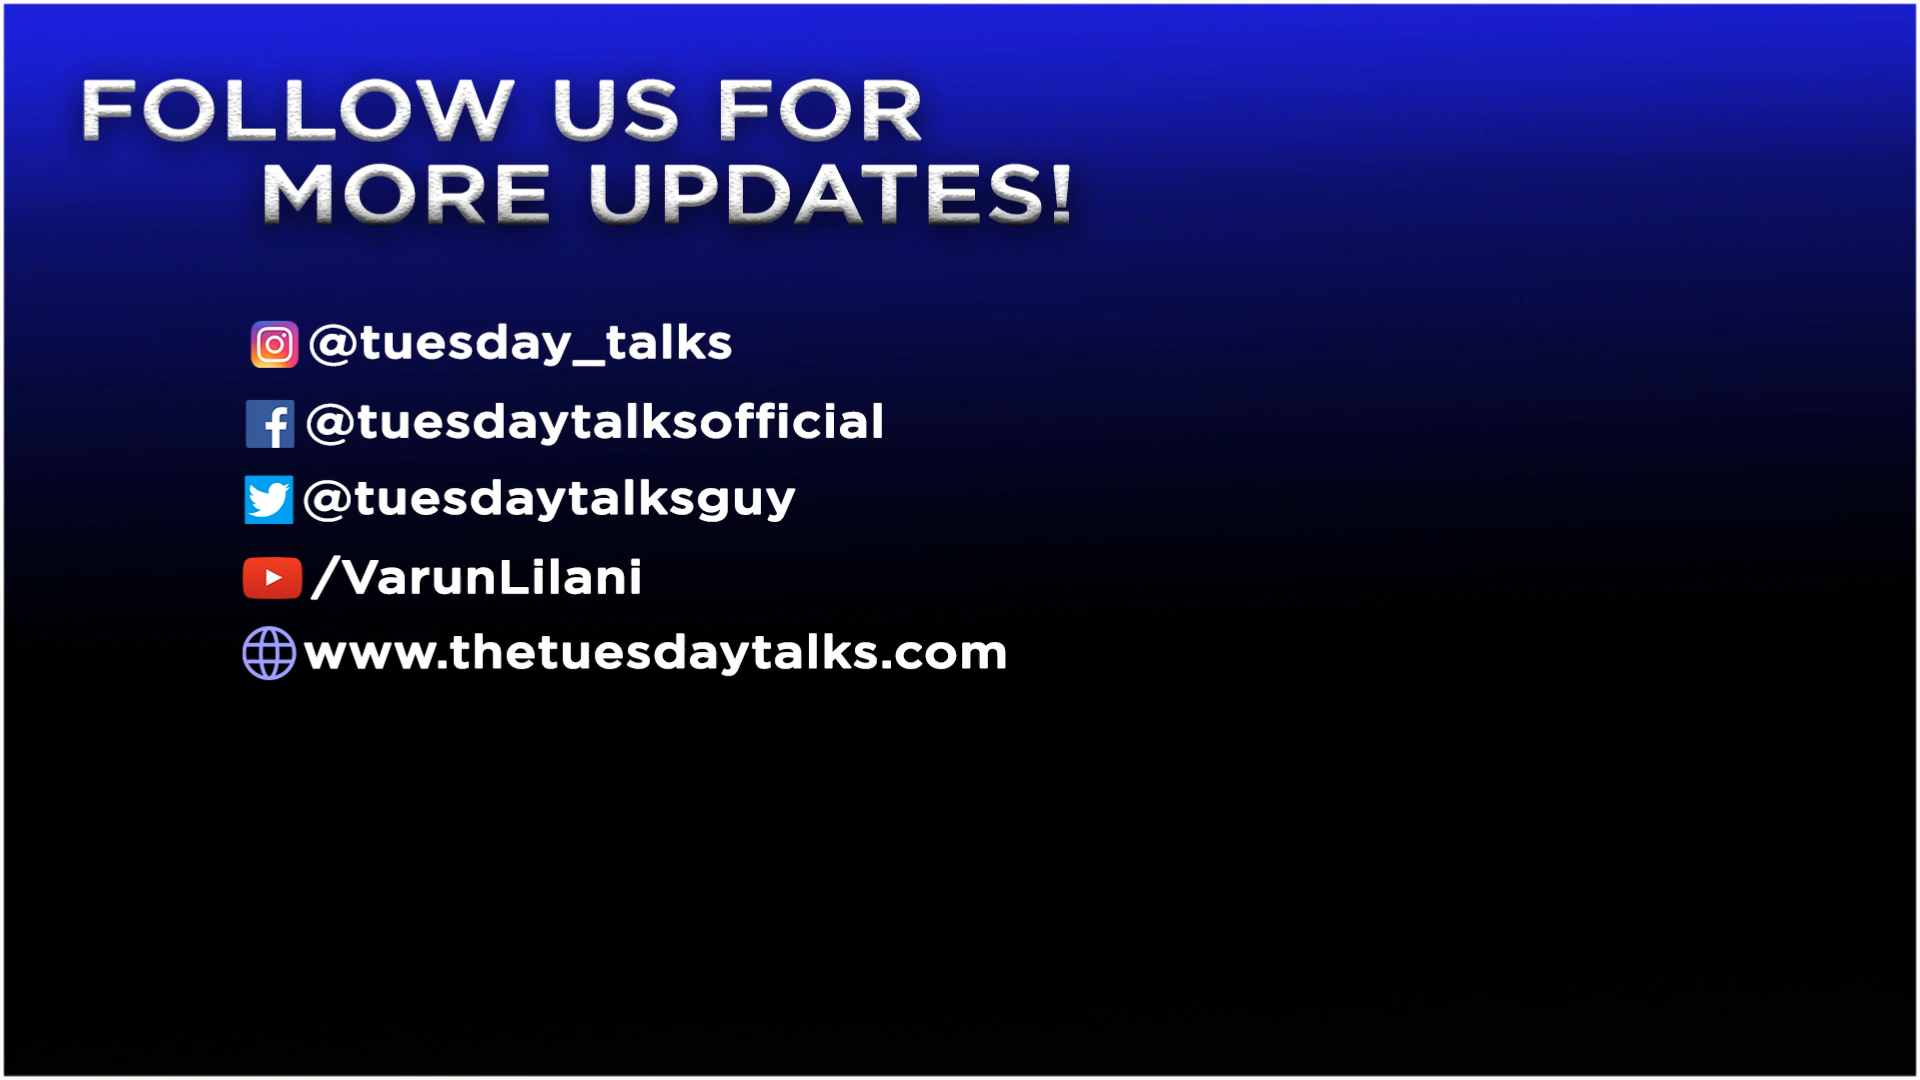 FOLLOW US FOR
MORE UPDATES!
@tuesday_talks
@tuesdaytalksofficial
@tuesdaytalksguy
/VarunLilani
www.thetuesdaytalks.com